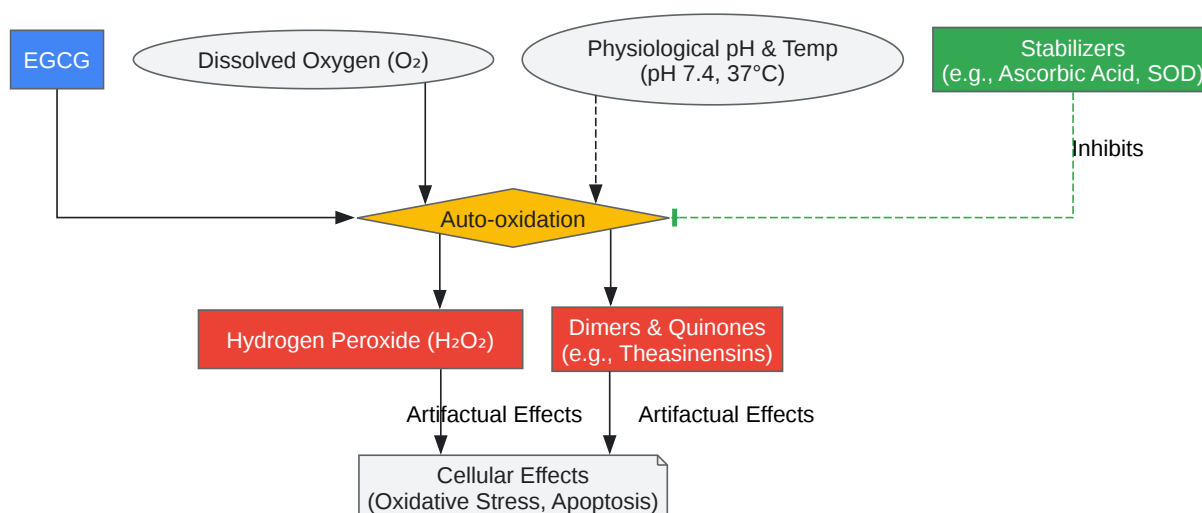 EGCG
Dissolved Oxygen (O₂)
Physiological pH & Temp
(pH 7.4, 37°C)
Stabilizers
(e.g., Ascorbic Acid, SOD)
Inhibits
Auto-oxidation
Hydrogen Peroxide (H₂O₂)
Dimers & Quinones
(e.g., Theasinensins)
Artifactual Effects
Artifactual Effects
Cellular Effects
(Oxidative Stress, Apoptosis)